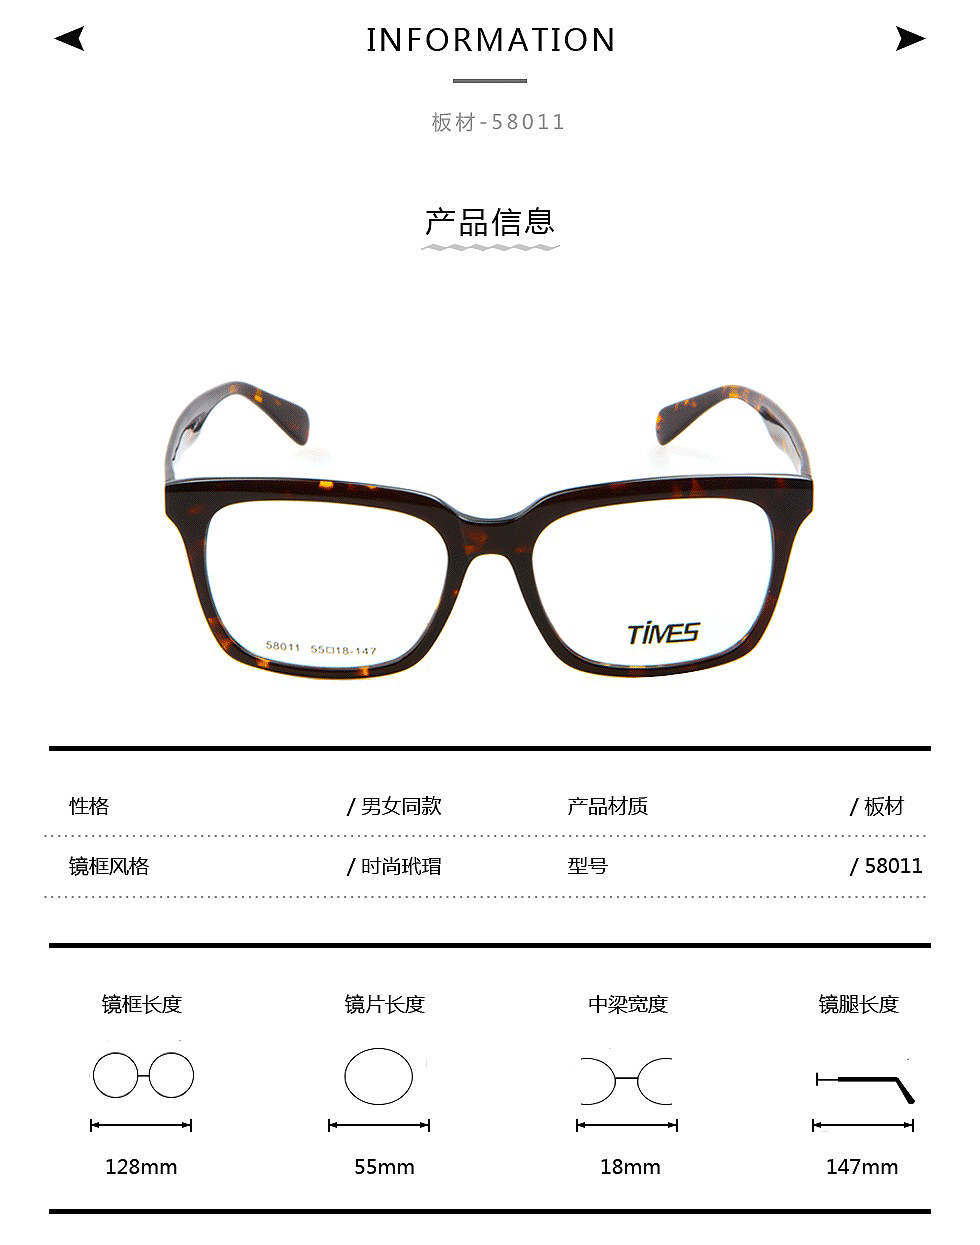 INFORMATION
板材-58011
产品信息
58011 55□18-147
TIMES
性格 / 男女同款 产品材质 / 板材
镜框风格 / 时尚玳瑁 型号 / 58011
镜框长度 镜片长度 中梁宽度 镜腿长度
128mm 55mm 18mm 147mm